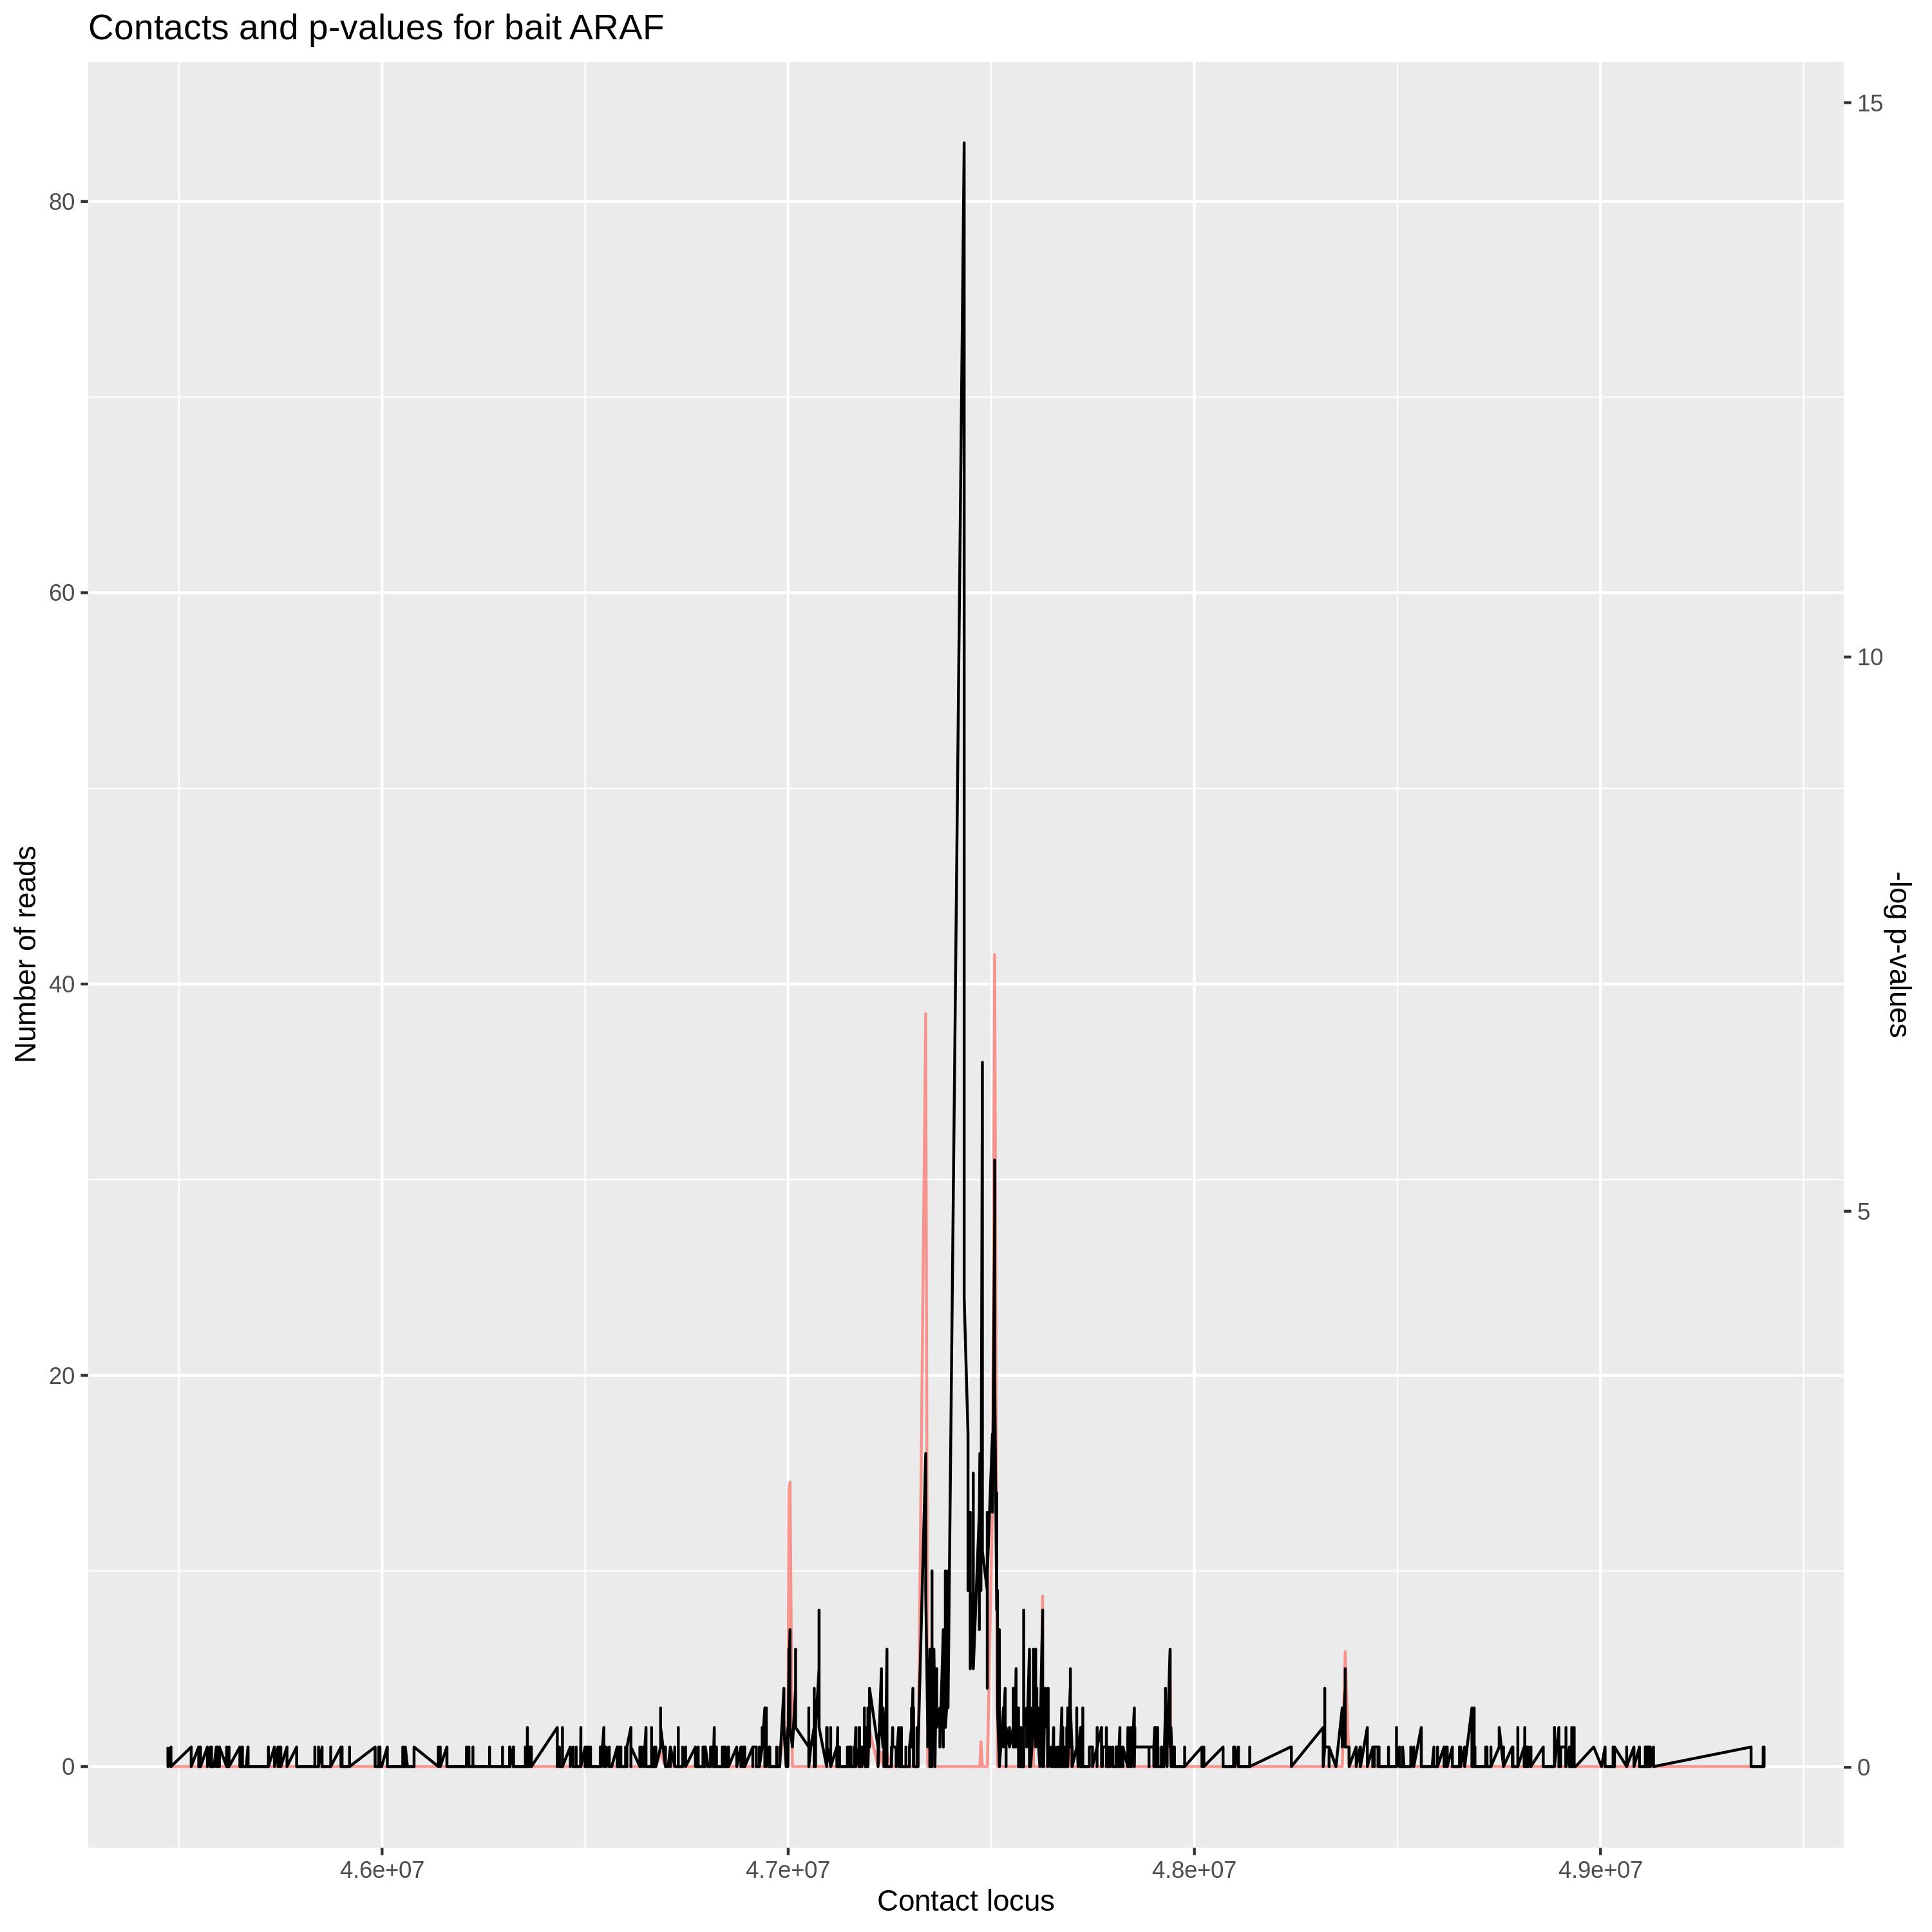 Contacts and p-values for bait ARAF
80
60
40
20
0
Number of reads
15
10
5
0
-log p-values
4.6e+07 4.7e+07 4.8e+07 4.9e+07
Contact locus